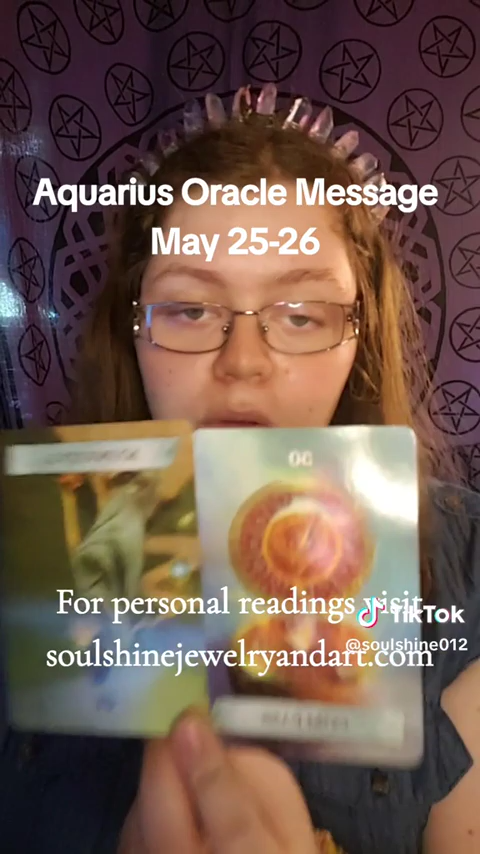 Aquarius Oracle Message
May 25-26
For personal readings visit
soulshinejewelryandart.com
TikTok
@soulshine012